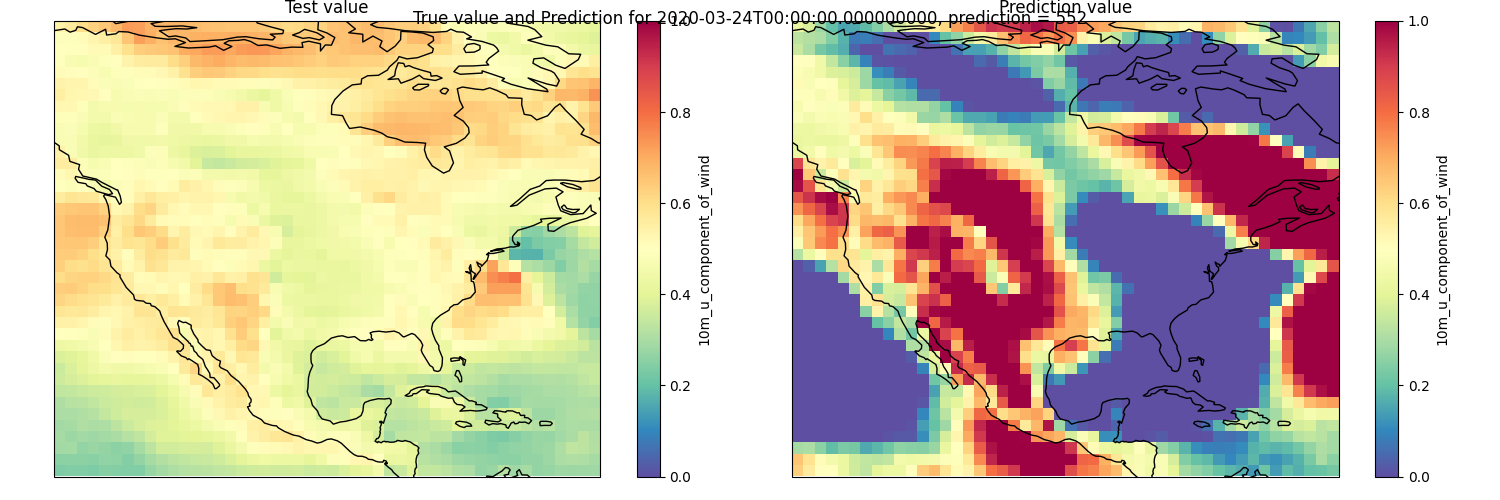 Test value
Prediction value
True value and Prediction for 2020-03-24T00:00:00.000000000, prediction = 552
1.0
0.8
0.6
0.4
0.2
0.0
10m_u_component_of_wind
1.0
0.8
0.6
0.4
0.2
0.0
10m_u_component_of_wind